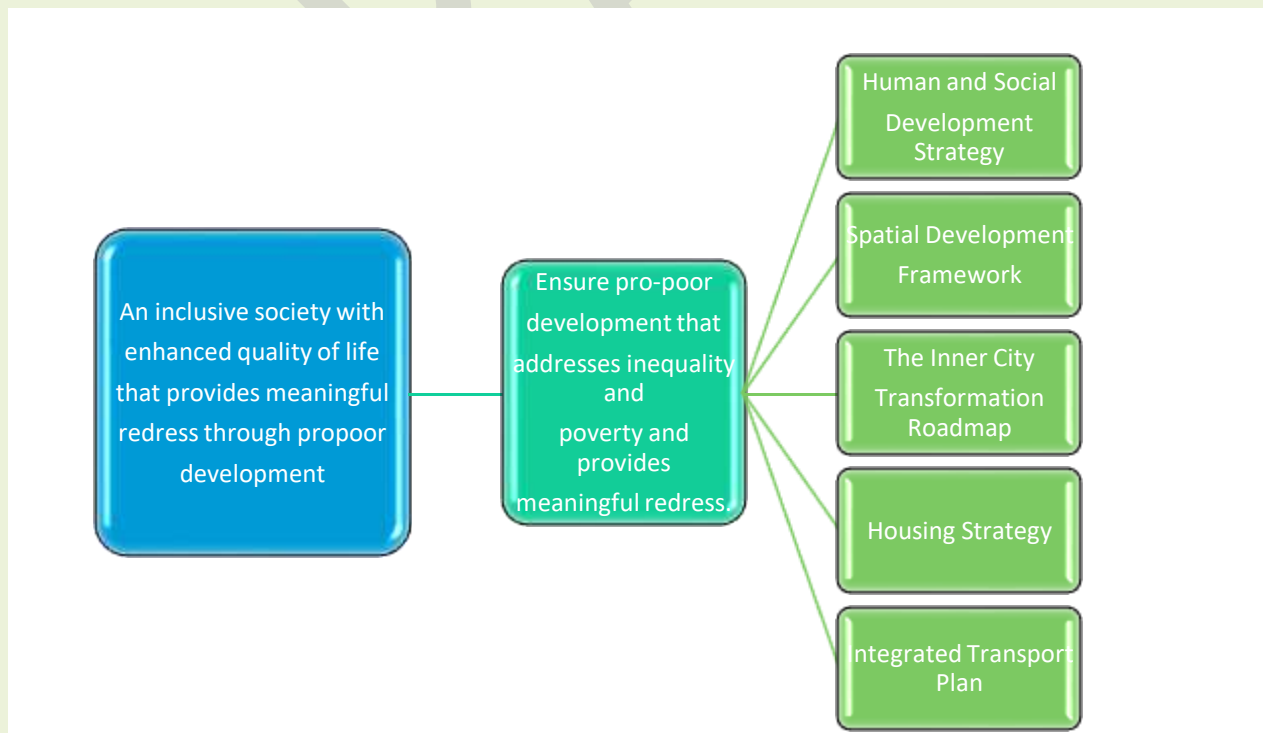 An inclusive society with
enhanced quality of life
that provides meaningful
redress through propoor
development
Ensure pro-poor
development that
addresses inequality
and
poverty and
provides
meaningful redress.
Human and Social
Development
Strategy
Spatial Development
Framework
The Inner City
Transformation
Roadmap
Housing Strategy
Integrated Transport
Plan